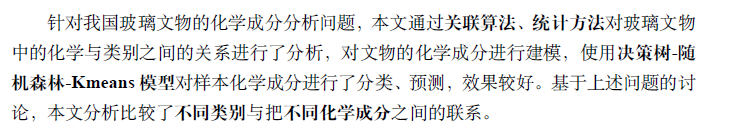 针对我国玻璃文物的化学成分分析问题，本文通过关联算法、统计方法对玻璃文
物中的化学与类别之间的关系进行了分析，对文物的化学成分进行建模，使用决策树-随
机森林-Kmeans 模型对样本化学成分进行了分类、预测，效果较好。基于上述问题的讨
论，本文分析比较了不同类别与把不同化学成分之间的联系。